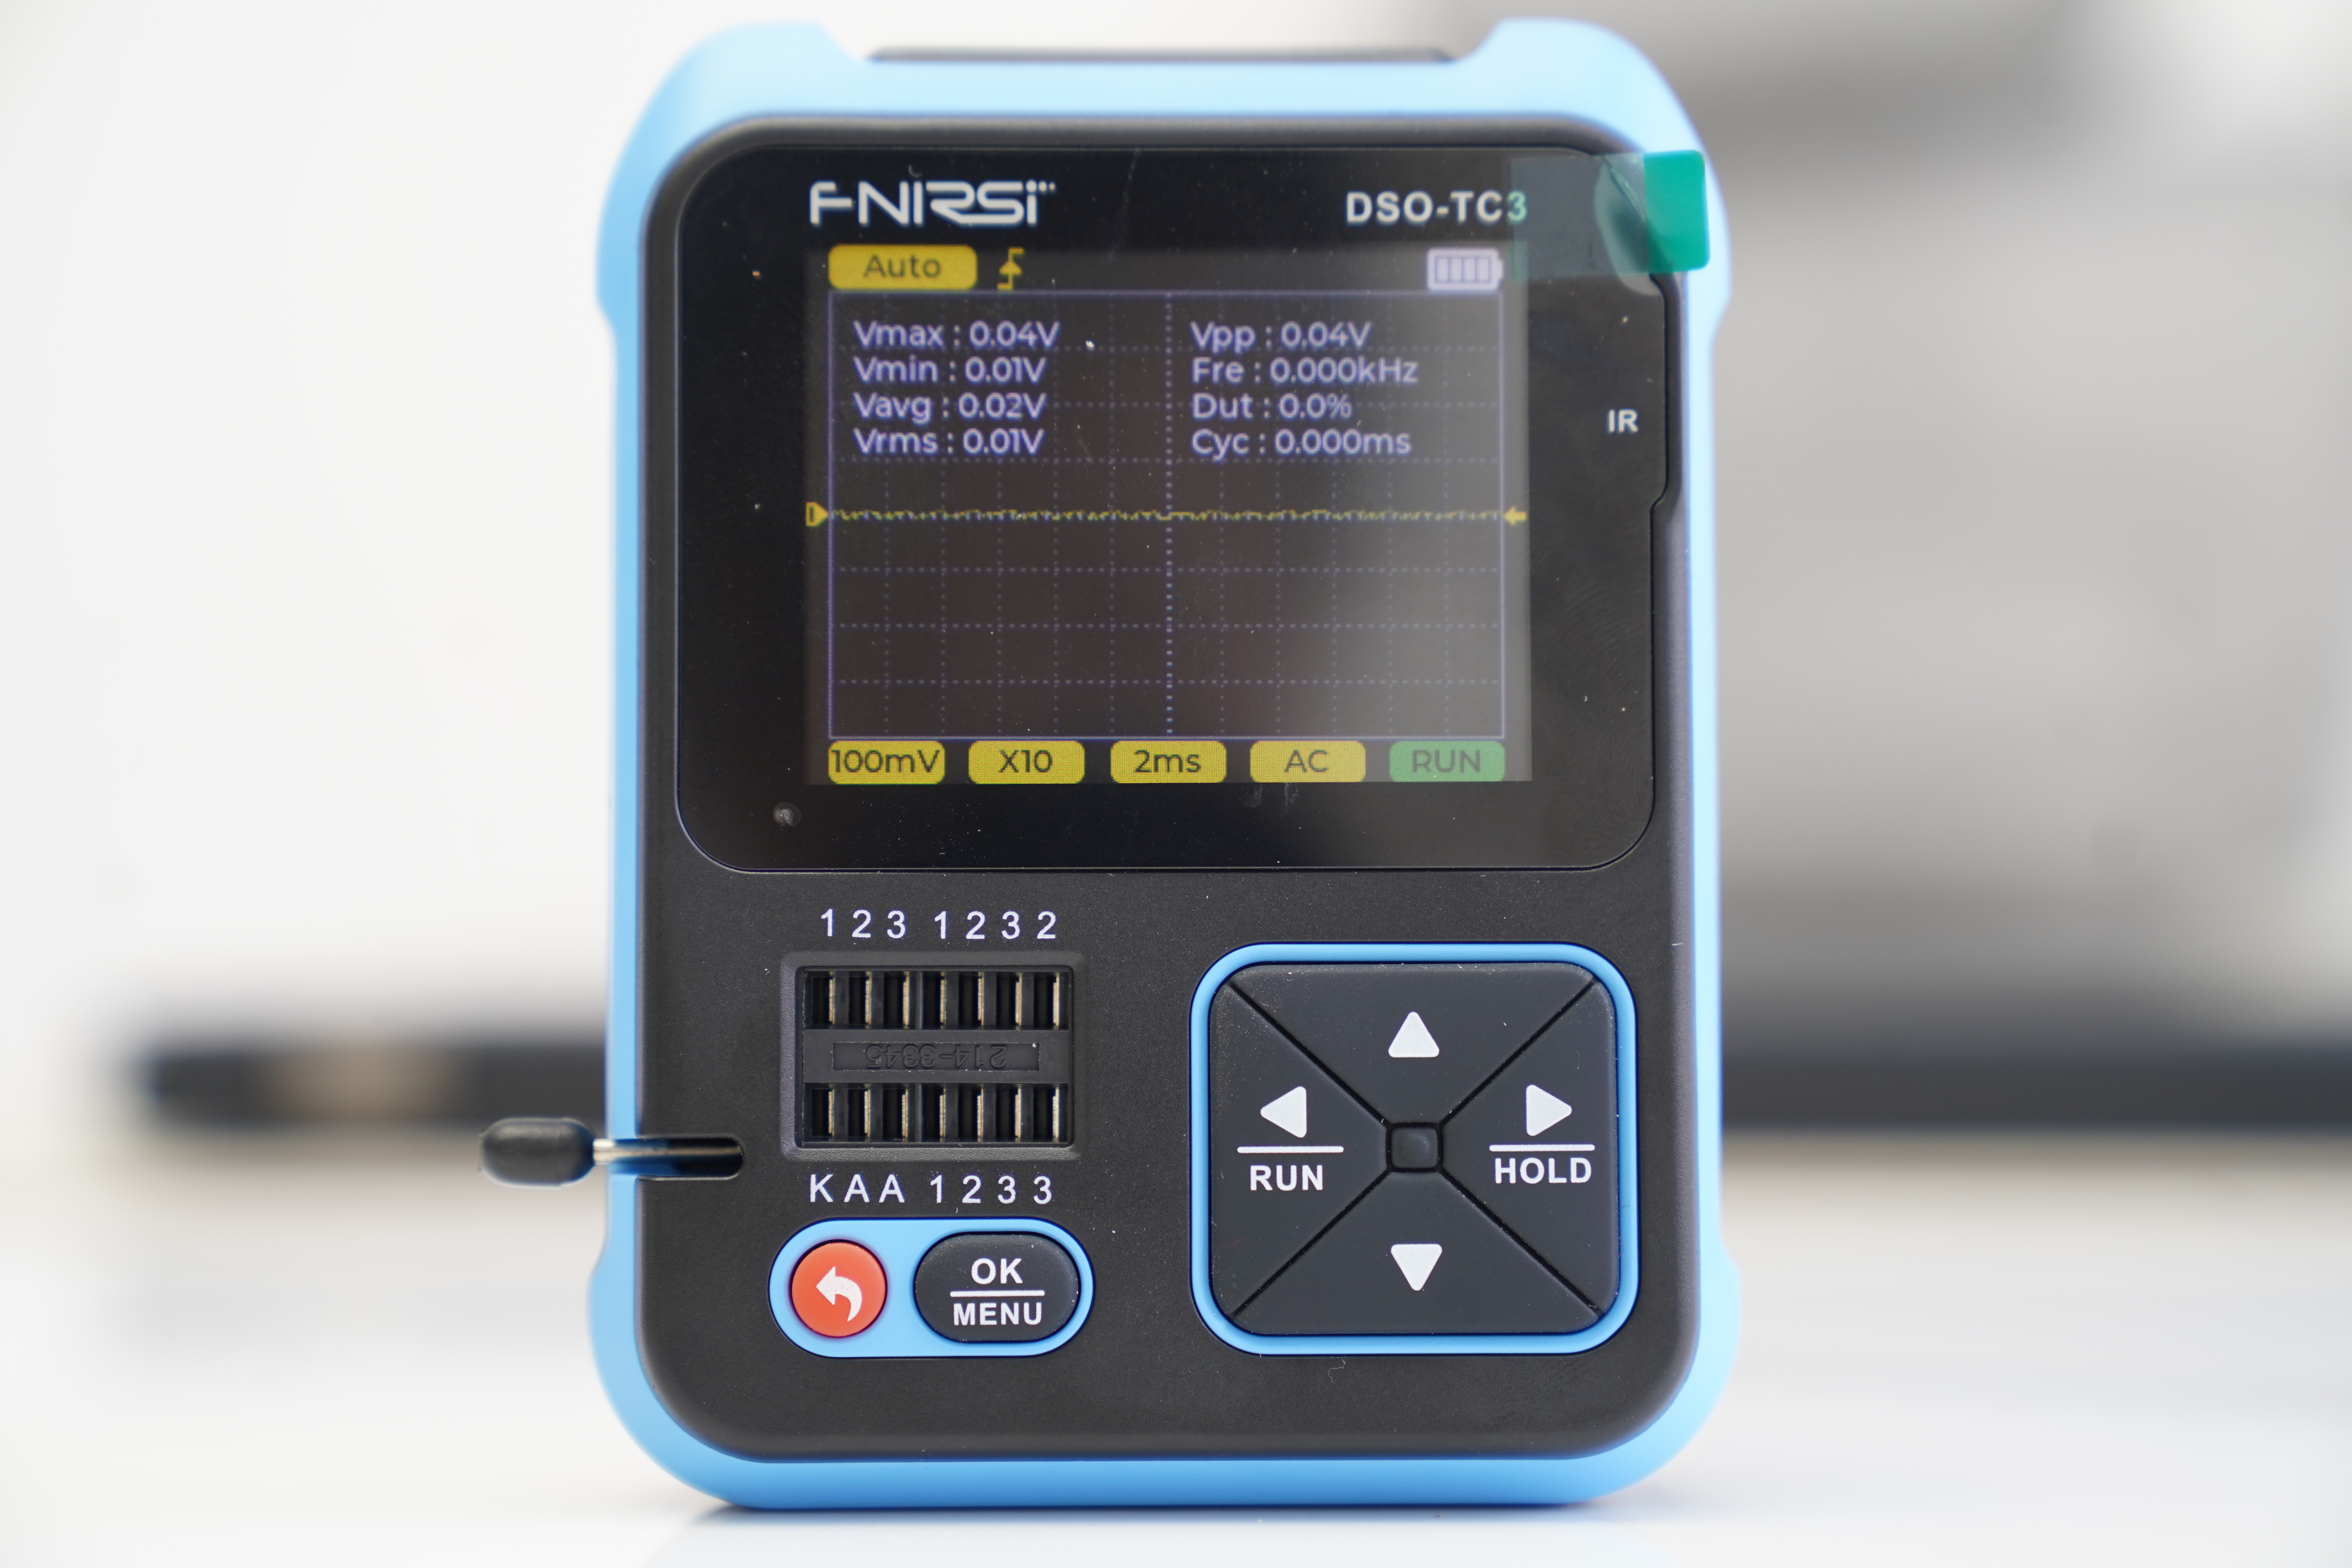 FNIRSI DSO-TC3
Auto
Vmax : 0.04V Vpp : 0.04V
Vmin : 0.01V Fre : 0.000kHz
Vavg : 0.02V Dut : 0.0%
Vrms : 0.01V Cyc : 0.000ms
IR
100mV X10 2ms AC RUN
1 2 3 1 2 3 2
214-3345
K A A 1 2 3 3
RUN HOLD
OK
MENU